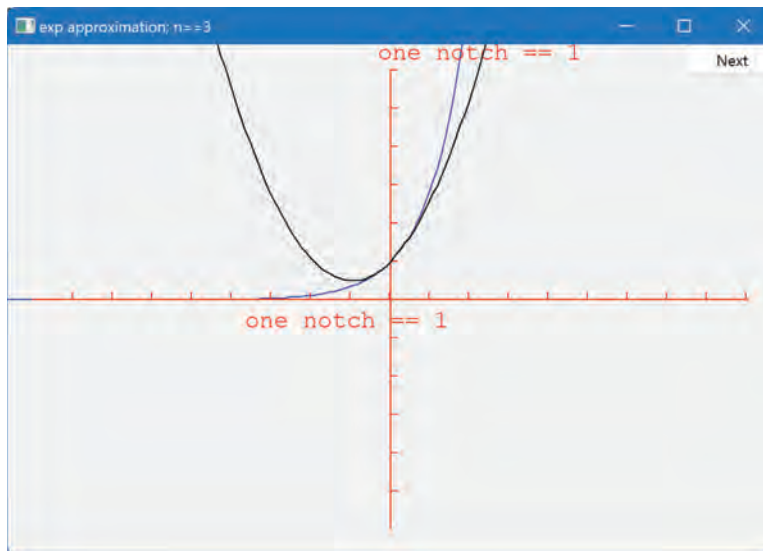 exp approximation; n==3
one notch == 1
Next
one notch == 1